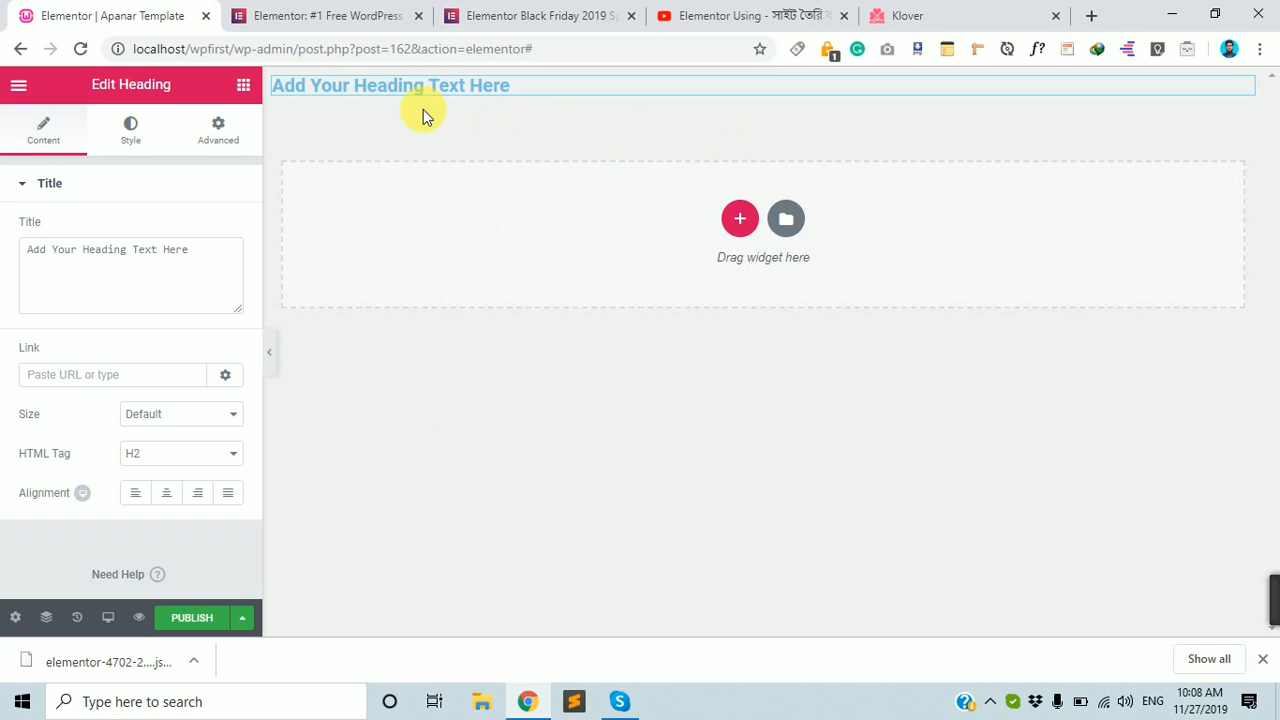 Elementor | Apanar Template
Elementor: #1 Free WordPress
Elementor Black Friday 2019 Sp
Elementor Using - সাইট তৈরি ক
Klover
localhost/wpfirst/wp-admin/post.php?post=162&action=elementor#
1
f?
Edit Heading
Add Your Heading Text Here
Content
Style
Advanced
Title
Title
Add Your Heading Text Here
Drag widget here
Link
Paste URL or type
Size
Default
HTML Tag
H2
Alignment
Need Help ?
PUBLISH
elementor-4702-2....js...
Show all
Type here to search
ENG
10:08 AM
11/27/2019